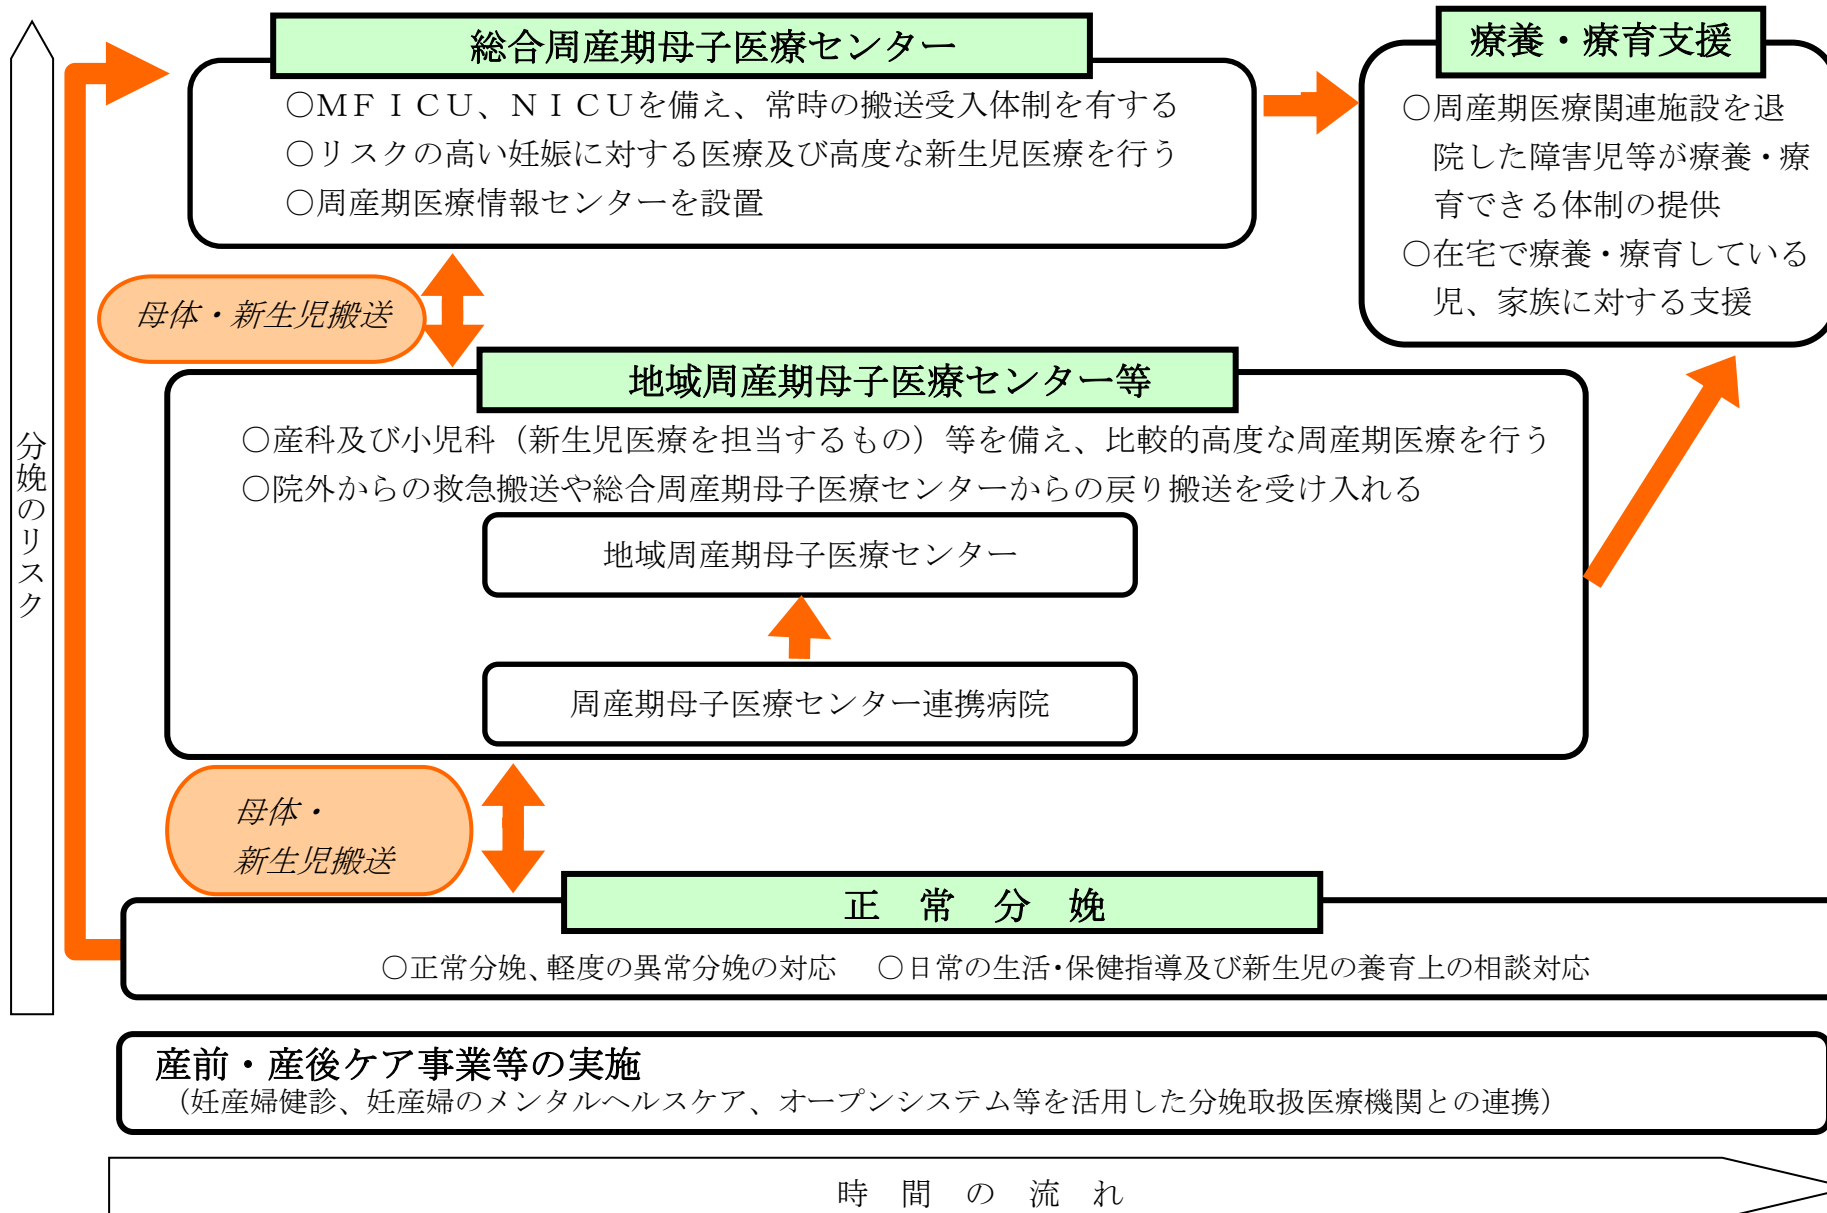 総合周産期母子医療センター
○ＭＦＩＣＵ、ＮＩＣＵを備え、常時の搬送受入体制を有する
○リスクの高い妊娠に対する医療及び高度な新生児医療を行う
○周産期医療情報センターを設置
療養・療育支援
○周産期医療関連施設を退
院した障害児等が療養・療
育できる体制の提供
○在宅で療養・療育している
児、家族に対する支援
母体・新生児搬送
地域周産期母子医療センター等
○産科及び小児科（新生児医療を担当するもの）等を備え、比較的高度な周産期医療を行う
○院外からの救急搬送や総合周産期母子医療センターからの戻り搬送を受け入れる
地域周産期母子医療センター
周産期母子医療センター連携病院
分娩のリスク
母体・
新生児搬送
正　常　分　娩
○正常分娩、軽度の異常分娩の対応　○日常の生活・保健指導及び新生児の養育上の相談対応
産前・産後ケア事業等の実施
（妊産婦健診、妊産婦のメンタルヘルスケア、オープンシステム等を活用した分娩取扱医療機関との連携）
時　間　の　流　れ